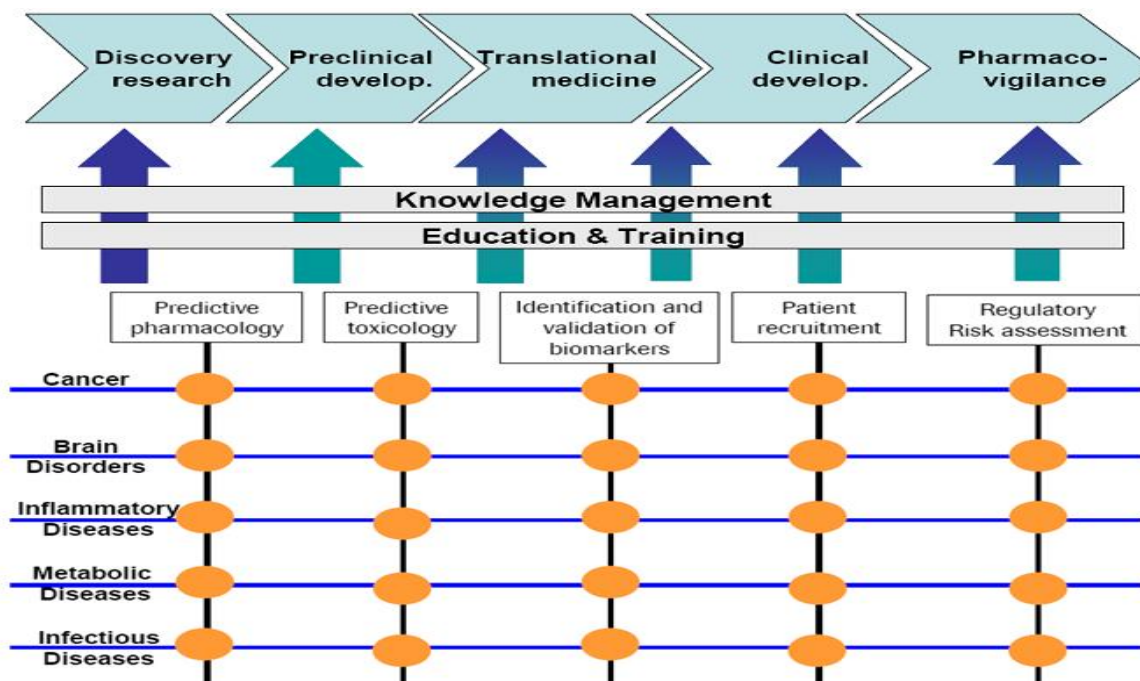 Discovery
research
Preclinical
develop.
Translational
medicine
Clinical
develop.
Pharmaco-
vigilance
Knowledge Management
Education & Training
Predictive
pharmacology
Predictive
toxicology
Identification and
validation of
biomarkers
Patient
recruitment
Regulatory
Risk assessment
Cancer
Brain
Disorders
Inflammatory
Diseases
Metabolic
Diseases
Infectious
Diseases